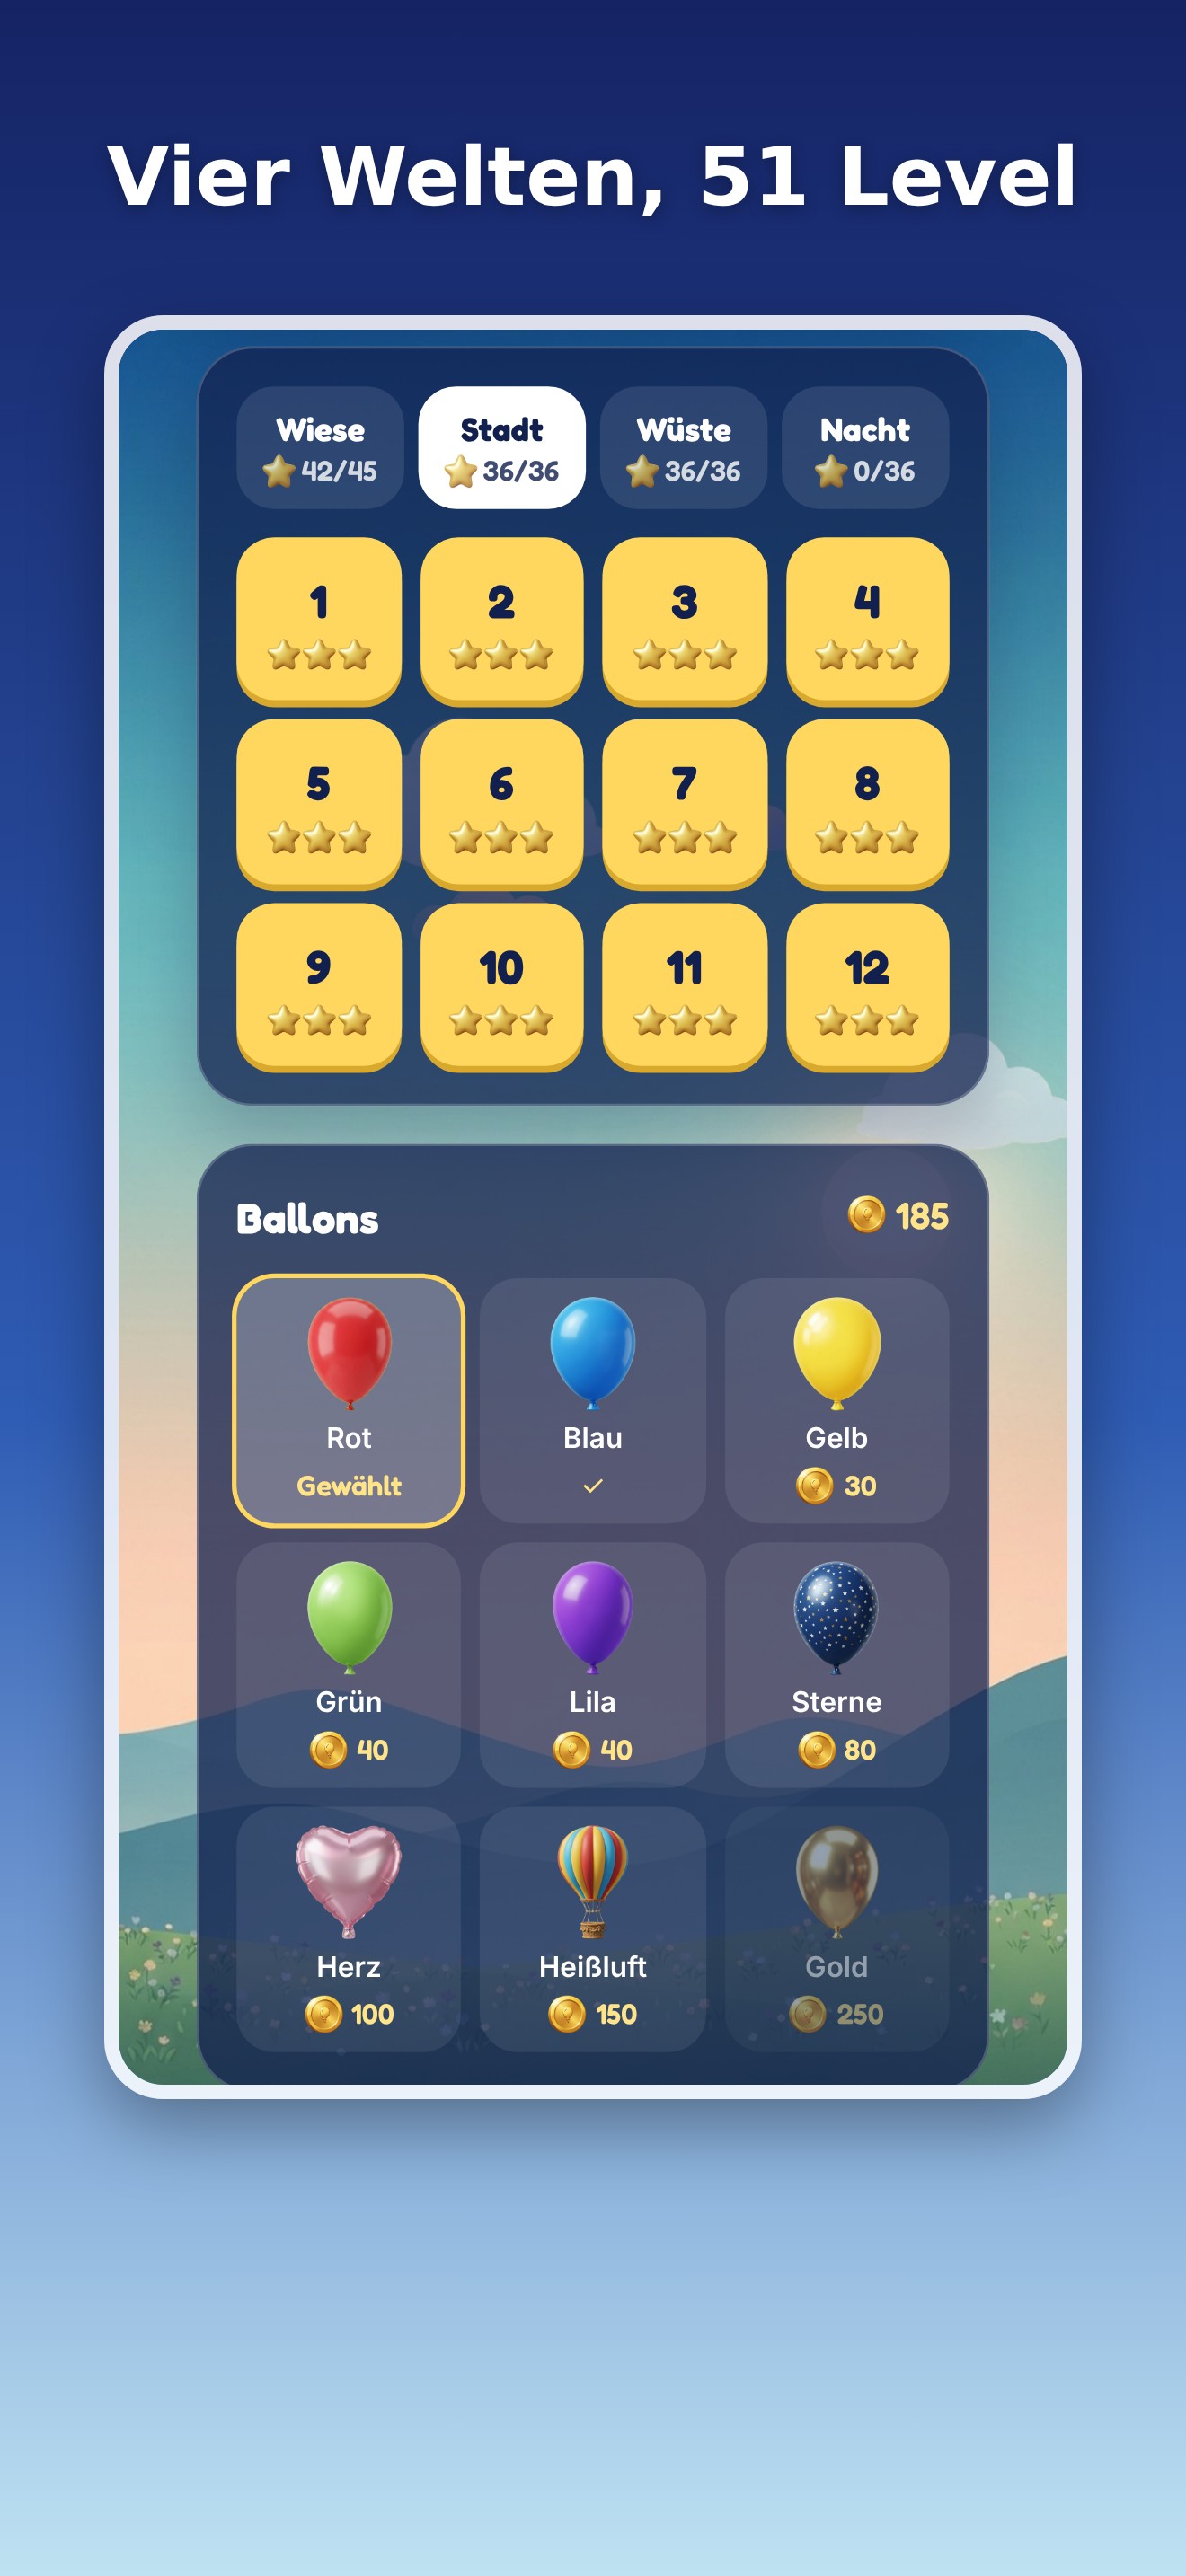 Vier Welten, 51 Level
Wiese Stadt Wüste Nacht
42/45 36/36 36/36 0/36
1 2 3 4
5 6 7 8
9 10 11 12
Ballons 185
Rot Blau Gelb
Gewählt ✓ 30
Grün Lila Sterne
40 40 80
Herz Heißluft Gold
100 150 250